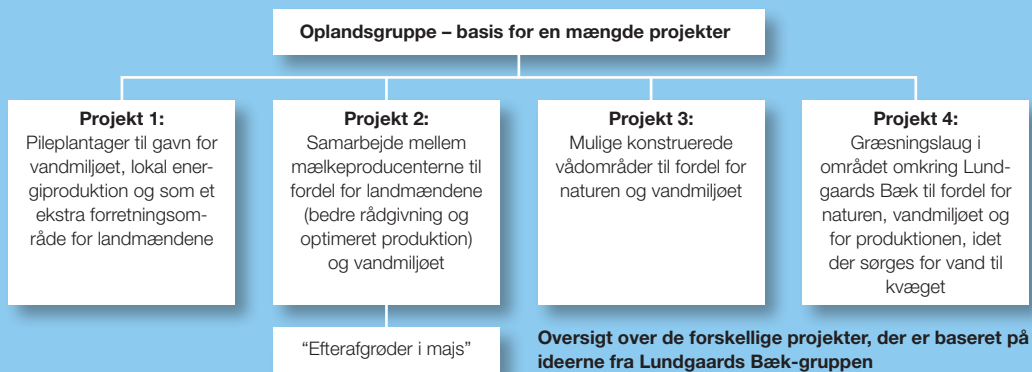 Oplandsgruppe – basis for en mængde projekter
Projekt 1:
Pileplantager til gavn for
vandmiljøet, lokal ener-
giproduktion og som et
ekstra forretningsom-
råde for landmændene
Projekt 2:
Samarbejde mellem
mælkeproducenterne til
fordel for landmændene
(bedre rådgivning og
optimeret produktion)
og vandmiljøet
Projekt 3:
Mulige konstruerede
vådområder til fordel for
naturen og vandmiljøet
Projekt 4:
Græsningslaug i
området omkring Lund-
gaards Bæk til fordel for
naturen, vandmiljøet og
for produktionen, idet
der sørges for vand til
kvæget
“Efterafgrøder i majs”
Oversigt over de forskellige projekter, der er baseret på
ideerne fra Lundgaards Bæk-gruppen